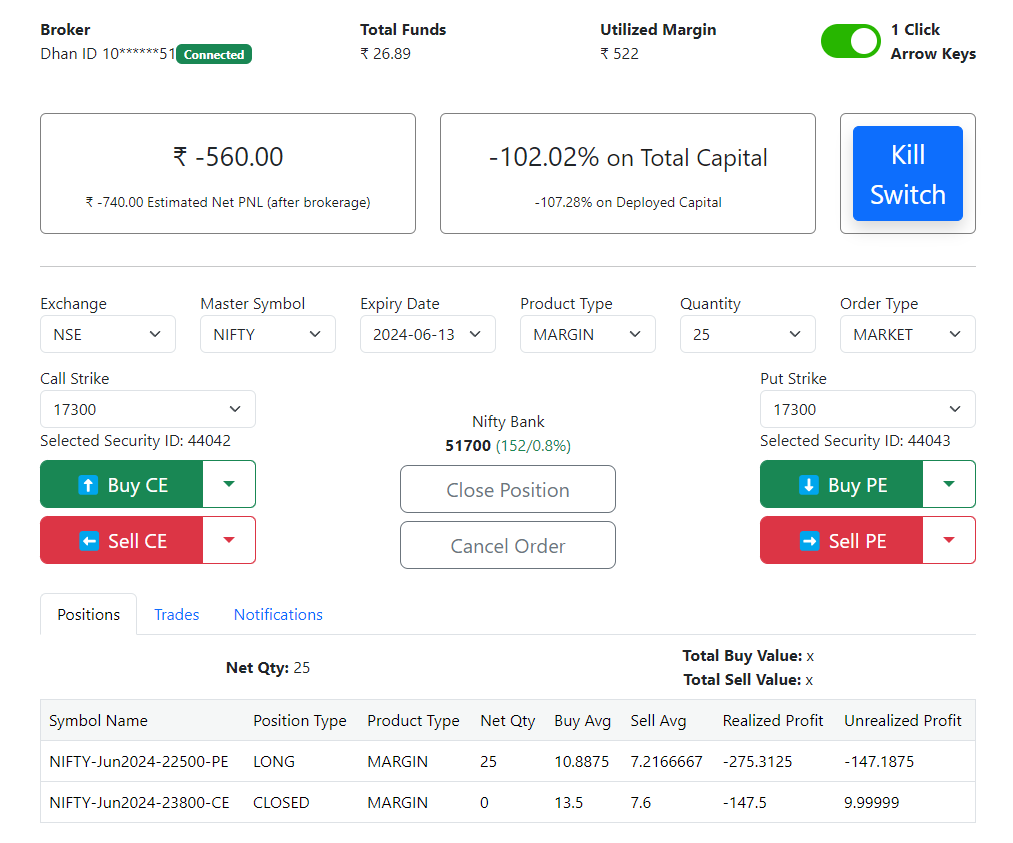 Broker
Dhan ID 10******51 Connected
Total Funds
₹ 26.89
Utilized Margin
₹ 522
1 Click
Arrow Keys
₹ -560.00
₹ -740.00 Estimated Net PNL (after brokerage)
-102.02% on Total Capital
-107.28% on Deployed Capital
Kill
Switch
Exchange
NSE
Master Symbol
NIFTY
Expiry Date
2024-06-13
Product Type
MARGIN
Quantity
25
Order Type
MARKET
Call Strike
17300
Selected Security ID: 44042
Buy CE
Sell CE
Nifty Bank
51700 (152/0.8%)
Close Position
Cancel Order
Put Strike
17300
Selected Security ID: 44043
Buy PE
Sell PE
Positions Trades Notifications
Net Qty: 25
Total Buy Value: x
Total Sell Value: x
Symbol Name Position Type Product Type Net Qty Buy Avg Sell Avg Realized Profit Unrealized Profit
NIFTY-Jun2024-22500-PE LONG MARGIN 25 10.8875 7.2166667 -275.3125 -147.1875
NIFTY-Jun2024-23800-CE CLOSED MARGIN 0 13.5 7.6 -147.5 9.99999